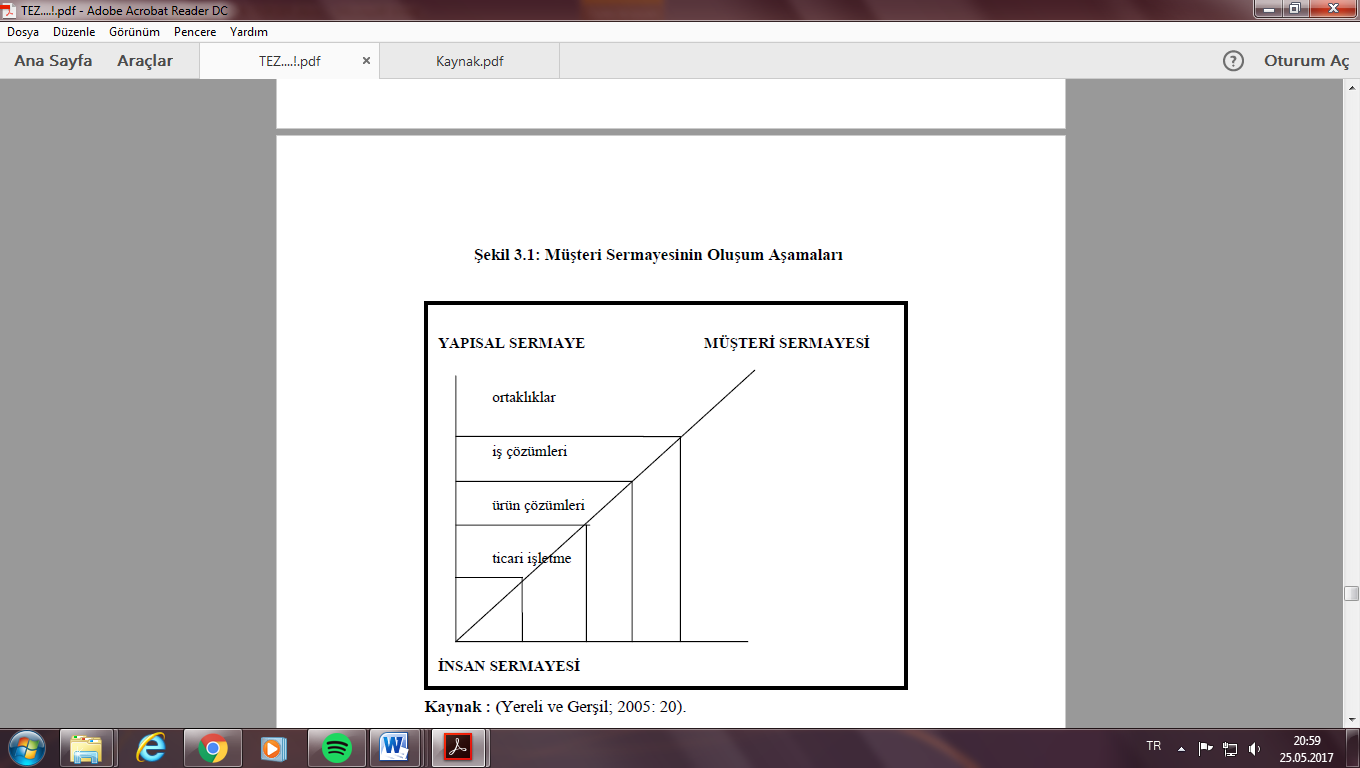 TEZ....!.pdf - Adobe Acrobat Reader DC
Dosya Düzenle Görünüm Pencere Yardım
Ana Sayfa Araçlar TEZ....!.pdf × Kaynak.pdf ? Oturum Aç
Şekil 3.1: Müşteri Sermayesinin Oluşum Aşamaları
YAPISAL SERMAYE MÜŞTERİ SERMAYESİ
ortaklıklar
iş çözümleri
ürün çözümleri
ticari işletme
İNSAN SERMAYESİ
Kaynak : (Yereli ve Gerşil; 2005: 20).
TR 20:59
25.05.2017